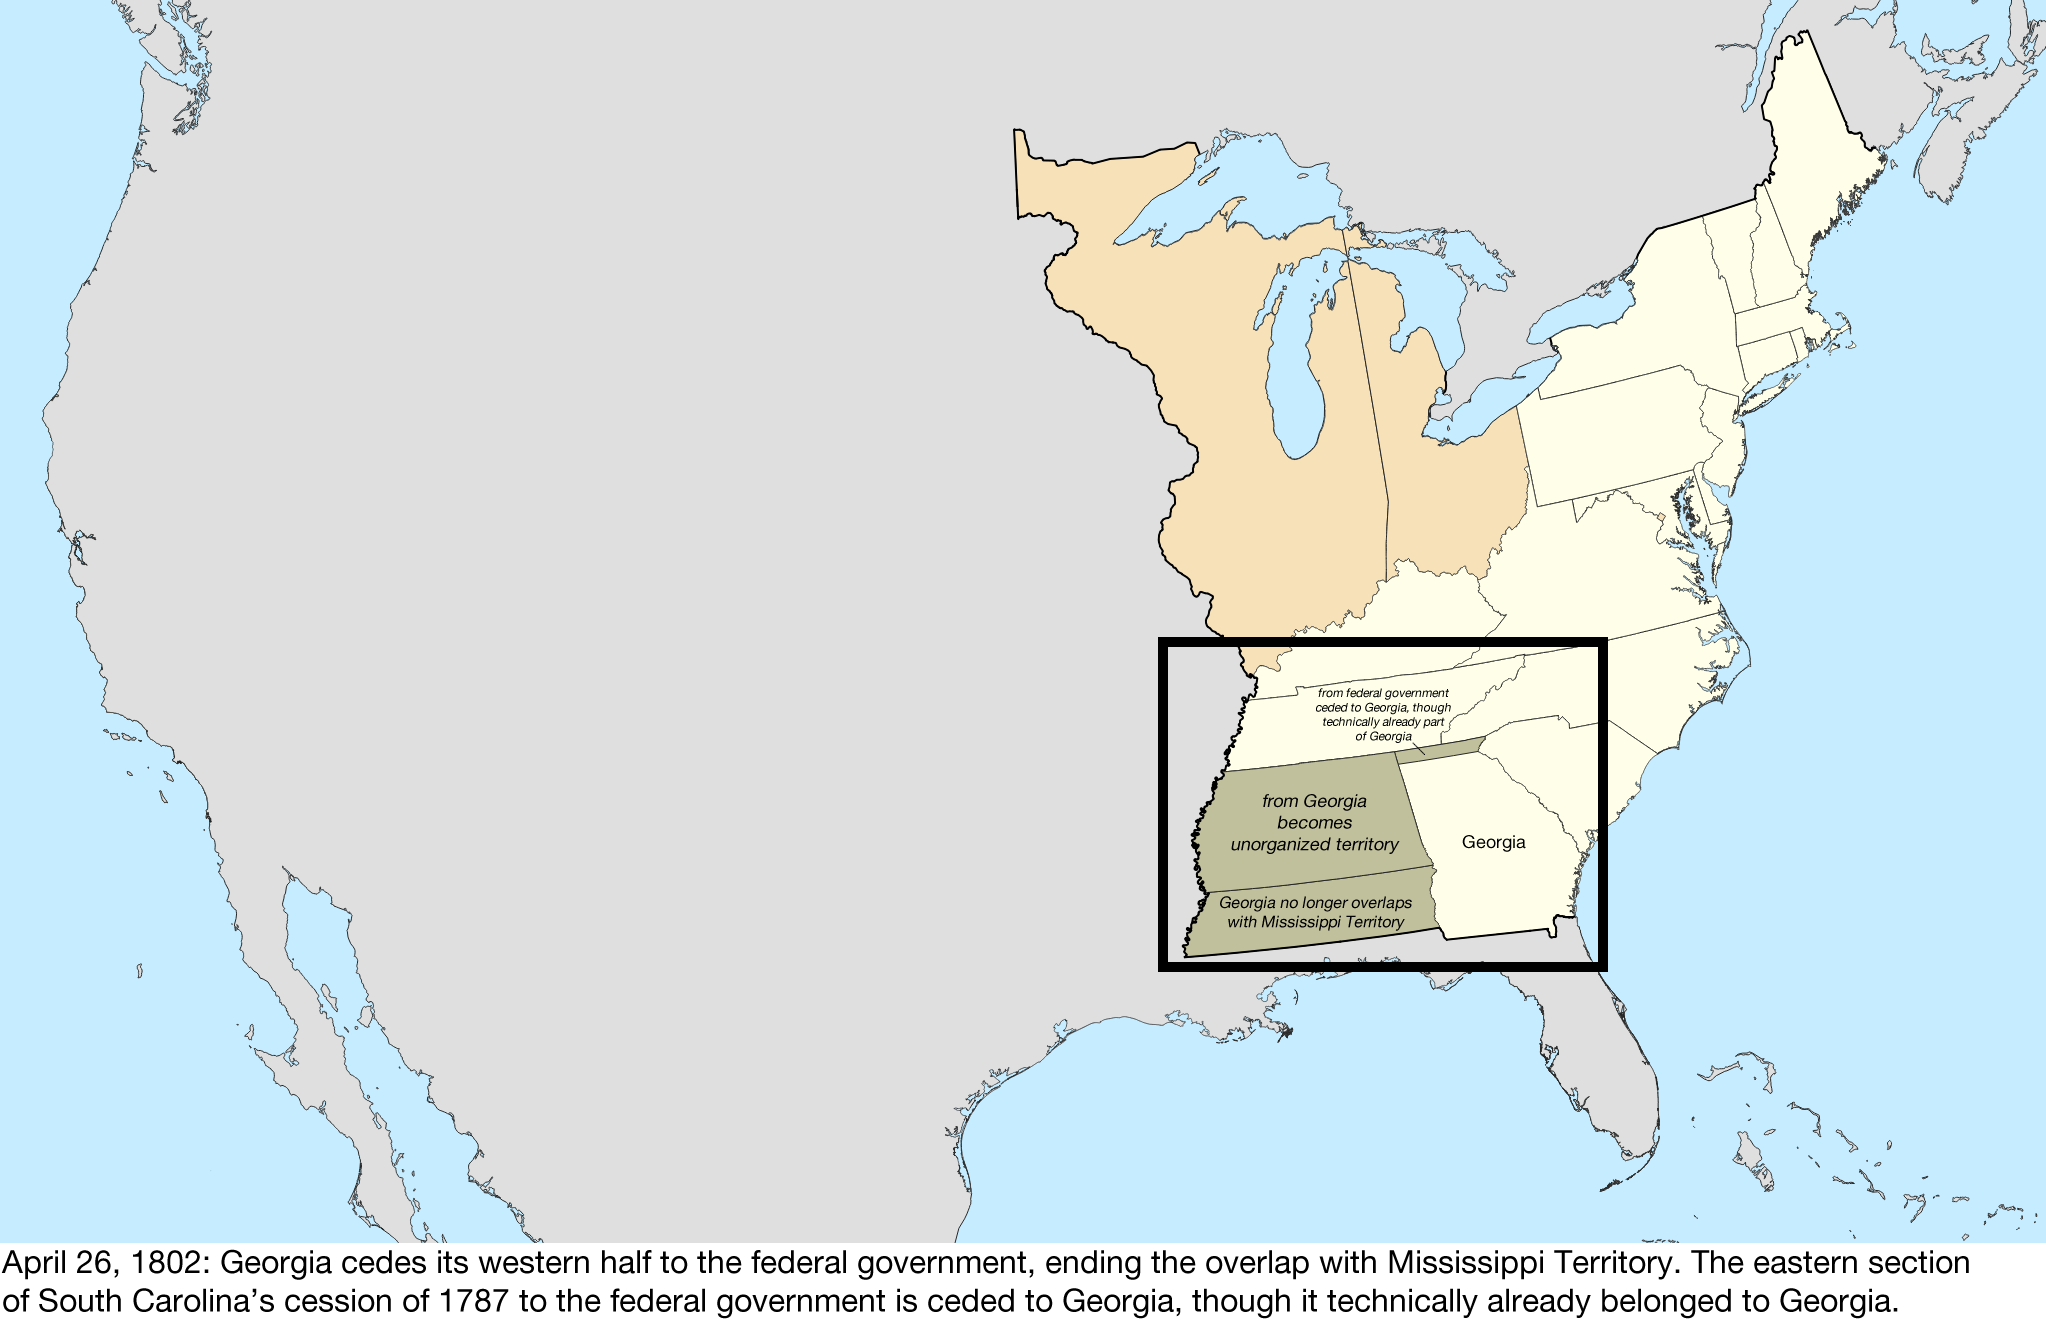 from federal government
ceded to Georgia, though
technically already part
of Georgia
from Georgia
becomes
unorganized territory
Georgia
Georgia no longer overlaps
with Mississippi Territory
April 26, 1802: Georgia cedes its western half to the federal government, ending the overlap with Mississippi Territory. The eastern section
of South Carolina’s cession of 1787 to the federal government is ceded to Georgia, though it technically already belonged to Georgia.